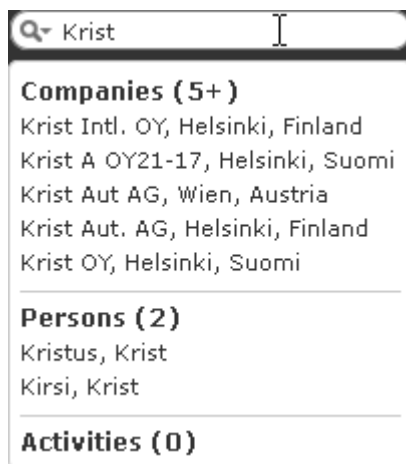 Krist
Companies (5+)
Krist Intl. OY, Helsinki, Finland
Krist A OY21-17, Helsinki, Suomi
Krist Aut AG, Wien, Austria
Krist Aut. AG, Helsinki, Finland
Krist OY, Helsinki, Suomi
Persons (2)
Kristus, Krist
Kirsi, Krist
Activities (0)